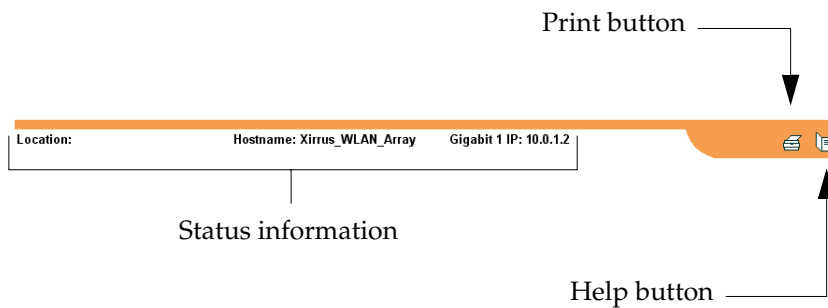 Print button
Location: Hostname: Xirrus_WLAN_Array Gigabit 1 IP: 10.0.1.2
Status information
Help button